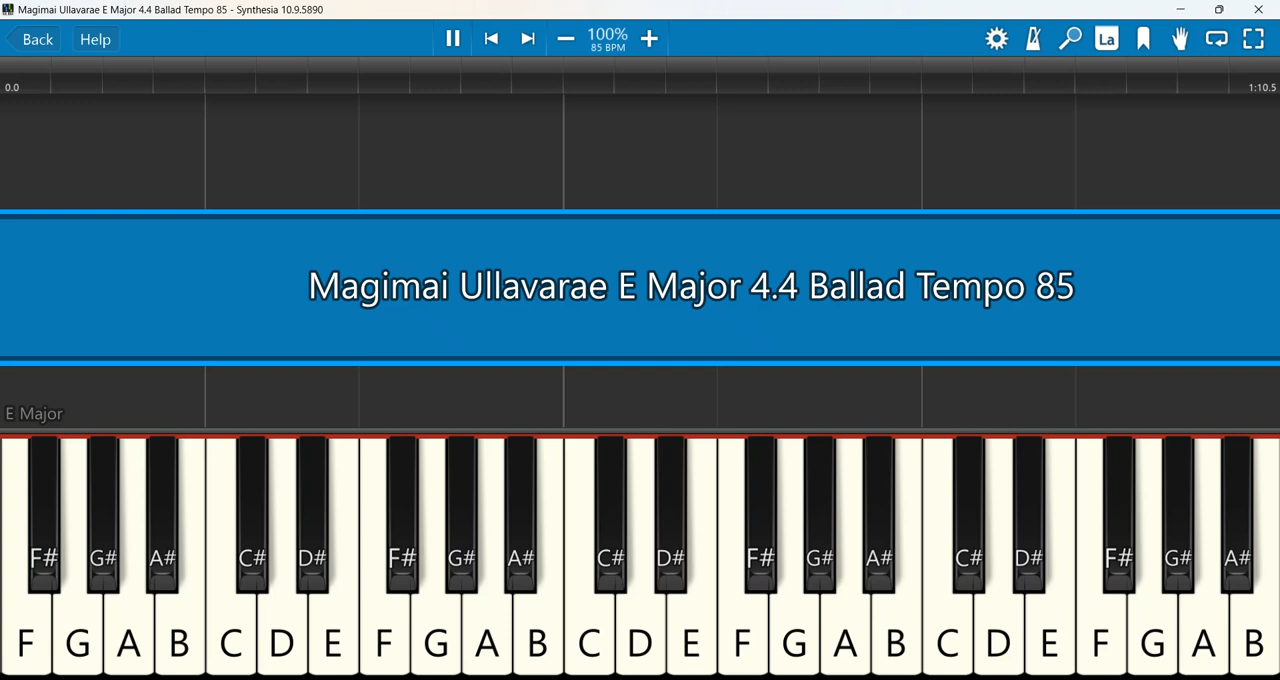 Magimai Ullavarae E Major 4.4 Ballad Tempo 85 - Synthesia 10.9.5890
Back Help 100% La
85 BPM
0.0 1:10.5
Magimai Ullavarae E Major 4.4 Ballad Tempo 85
E Major
F# G# A# C# D# F# G# A# C# D# F# G# A# C# D# F# G# A#
F G A B C D E F G A B C D E F G A B C D E F G A B